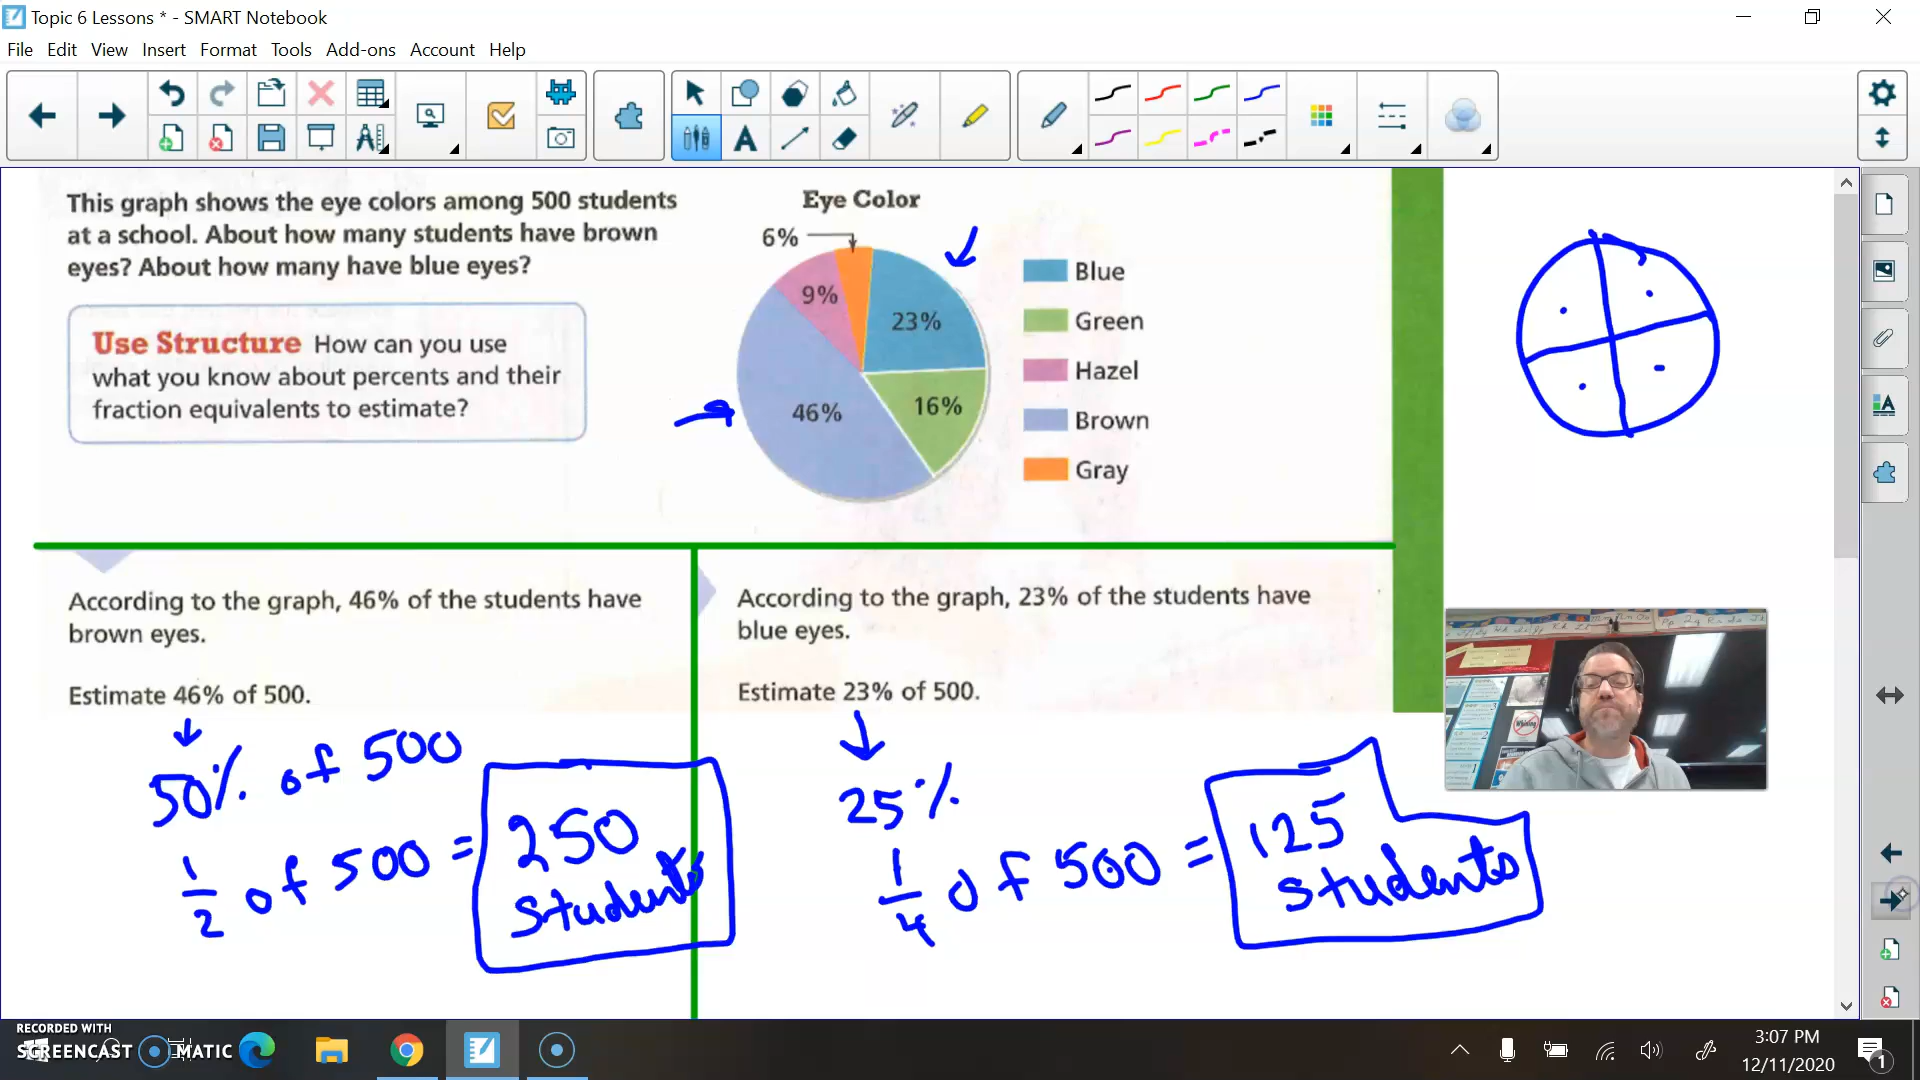 Topic 6 Lessons * - SMART Notebook
File Edit View Insert Format Tools Add-ons Account Help
This graph shows the eye colors among 500 students
at a school. About how many students have brown
eyes? About how many have blue eyes?
Use Structure How can you use
what you know about percents and their
fraction equivalents to estimate?
Eye Color
6%
9%
23%
46%
16%
Blue
Green
Hazel
Brown
Gray
According to the graph, 46% of the students have
brown eyes.
Estimate 46% of 500.
50% of 500
1/2 of 500 = 250
students
According to the graph, 23% of the students have
blue eyes.
Estimate 23% of 500.
25%
1/4 of 500 = 125
students
RECORDED WITH
SCREENCAST MATIC
3:07 PM
12/11/2020
1